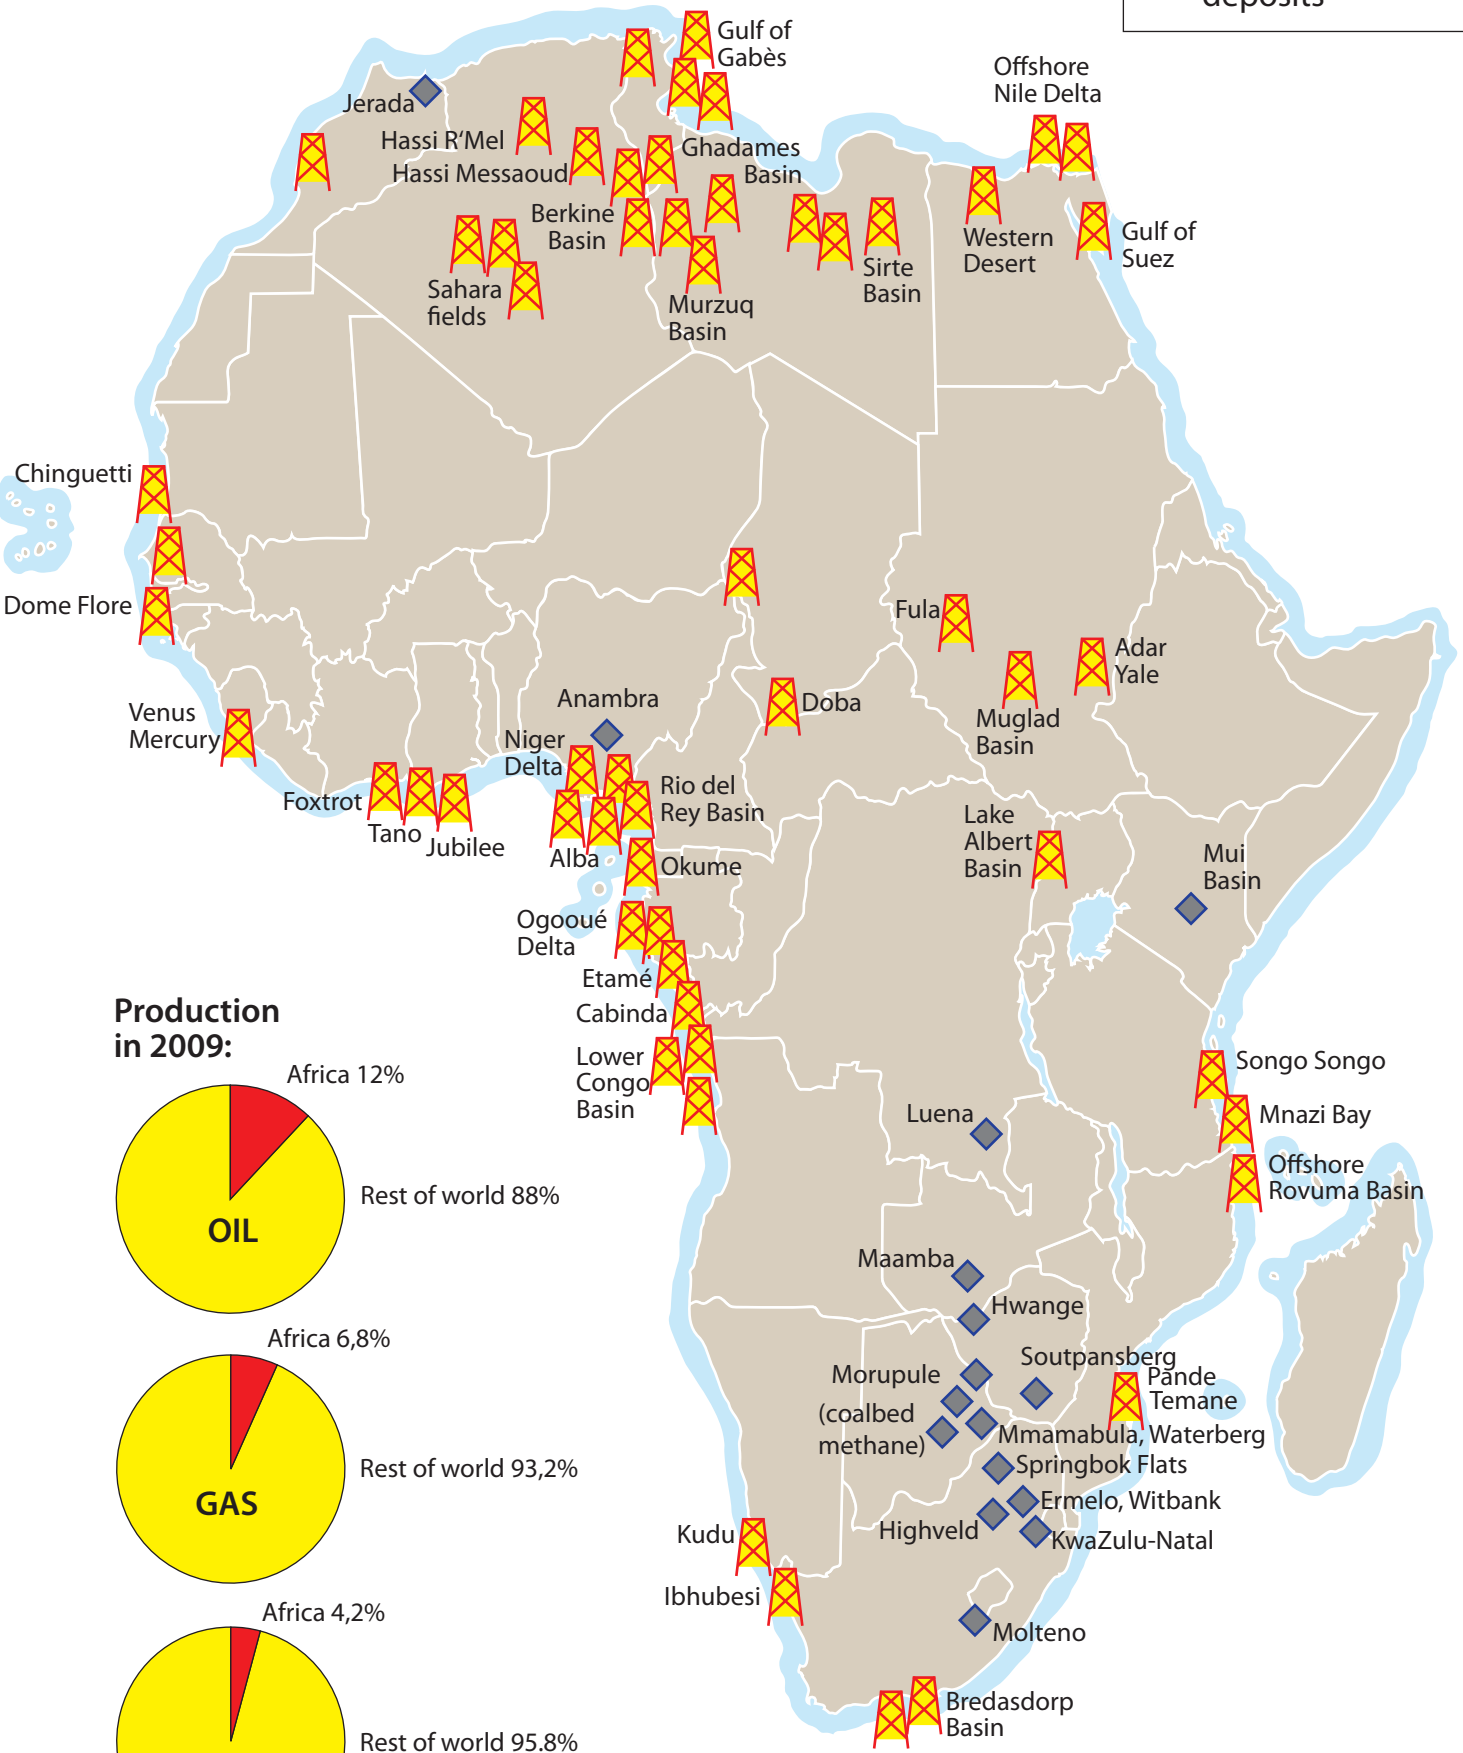 deposits
Gulf of
Gabès
Offshore
Nile Delta
Jerada
Hassi R’Mel
Ghadames
Basin
Hassi Messaoud
Berkine
Basin
Western
Desert
Gulf of
Suez
Sirte
Basin
Sahara
fields
Murzuq
Basin
Chinguetti
Dome Flore
Fula
Adar
Yale
Muglad
Basin
Anambra
Doba
Venus
Mercury
Niger
Delta
Rio del
Rey Basin
Foxtrot
Tano
Jubilee
Alba
Okume
Lake
Albert
Basin
Mui
Basin
Ogooué
Delta
Etamé
Cabinda
Lower
Congo
Basin
Songo Songo
Mnazi Bay
Offshore
Rovuma Basin
Luena
Maamba
Hwange
Soutpansberg
Pande
Temane
Morupule
(coalbed
methane)
Mmamabula, Waterberg
Springbok Flats
Ermelo, Witbank
Highveld
KwaZulu-Natal
Kudu
Ibhubesi
Molteno
Bredasdorp
Basin
Production
in 2009:
Africa 12%
Rest of world 88%
OIL
Africa 6,8%
Rest of world 93,2%
GAS
Africa 4,2%
Rest of world 95.8%